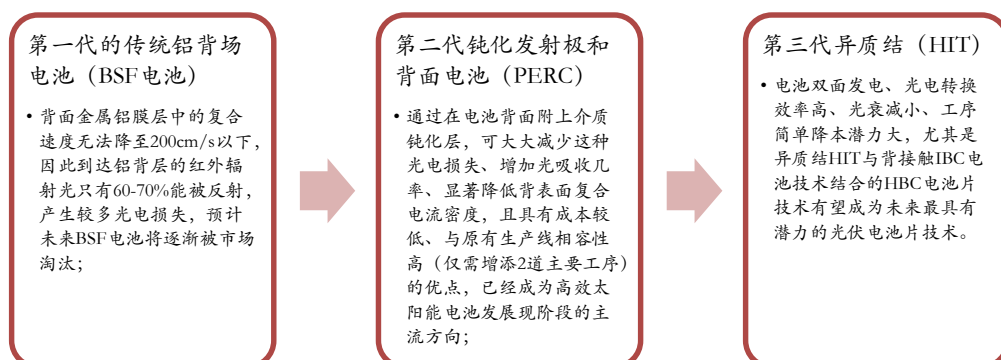 第一代的传统铝背场
电池（BSF电池）
• 背面金属铝膜层中的复合
速度无法降至200cm/s以下，
因此到达铝背层的红外辐
射光只有60-70%能被反射，
产生较多光电损失，预计
未来BSF电池将逐渐被市场
淘汰；
第二代钝化发射极和
背面电池（PERC）
• 通过在电池背面附上介质
钝化层，可大大减少这种
光电损失、增加光吸收几
率、显著降低背表面复合
电流密度，且具有成本较
低、与原有生产线相容性
高（仅需增添2道主要工序）
的优点，已经成为高效太
阳能电池发展现阶段的主
流方向；
第三代异质结（HIT）
• 电池双面发电、光电转换
效率高、光衰减小、工序
简单降本潜力大，尤其是
异质结HIT与背接触IBC电
池技术结合的HBC电池片
技术有望成为未来最具有
潜力的光伏电池片技术。